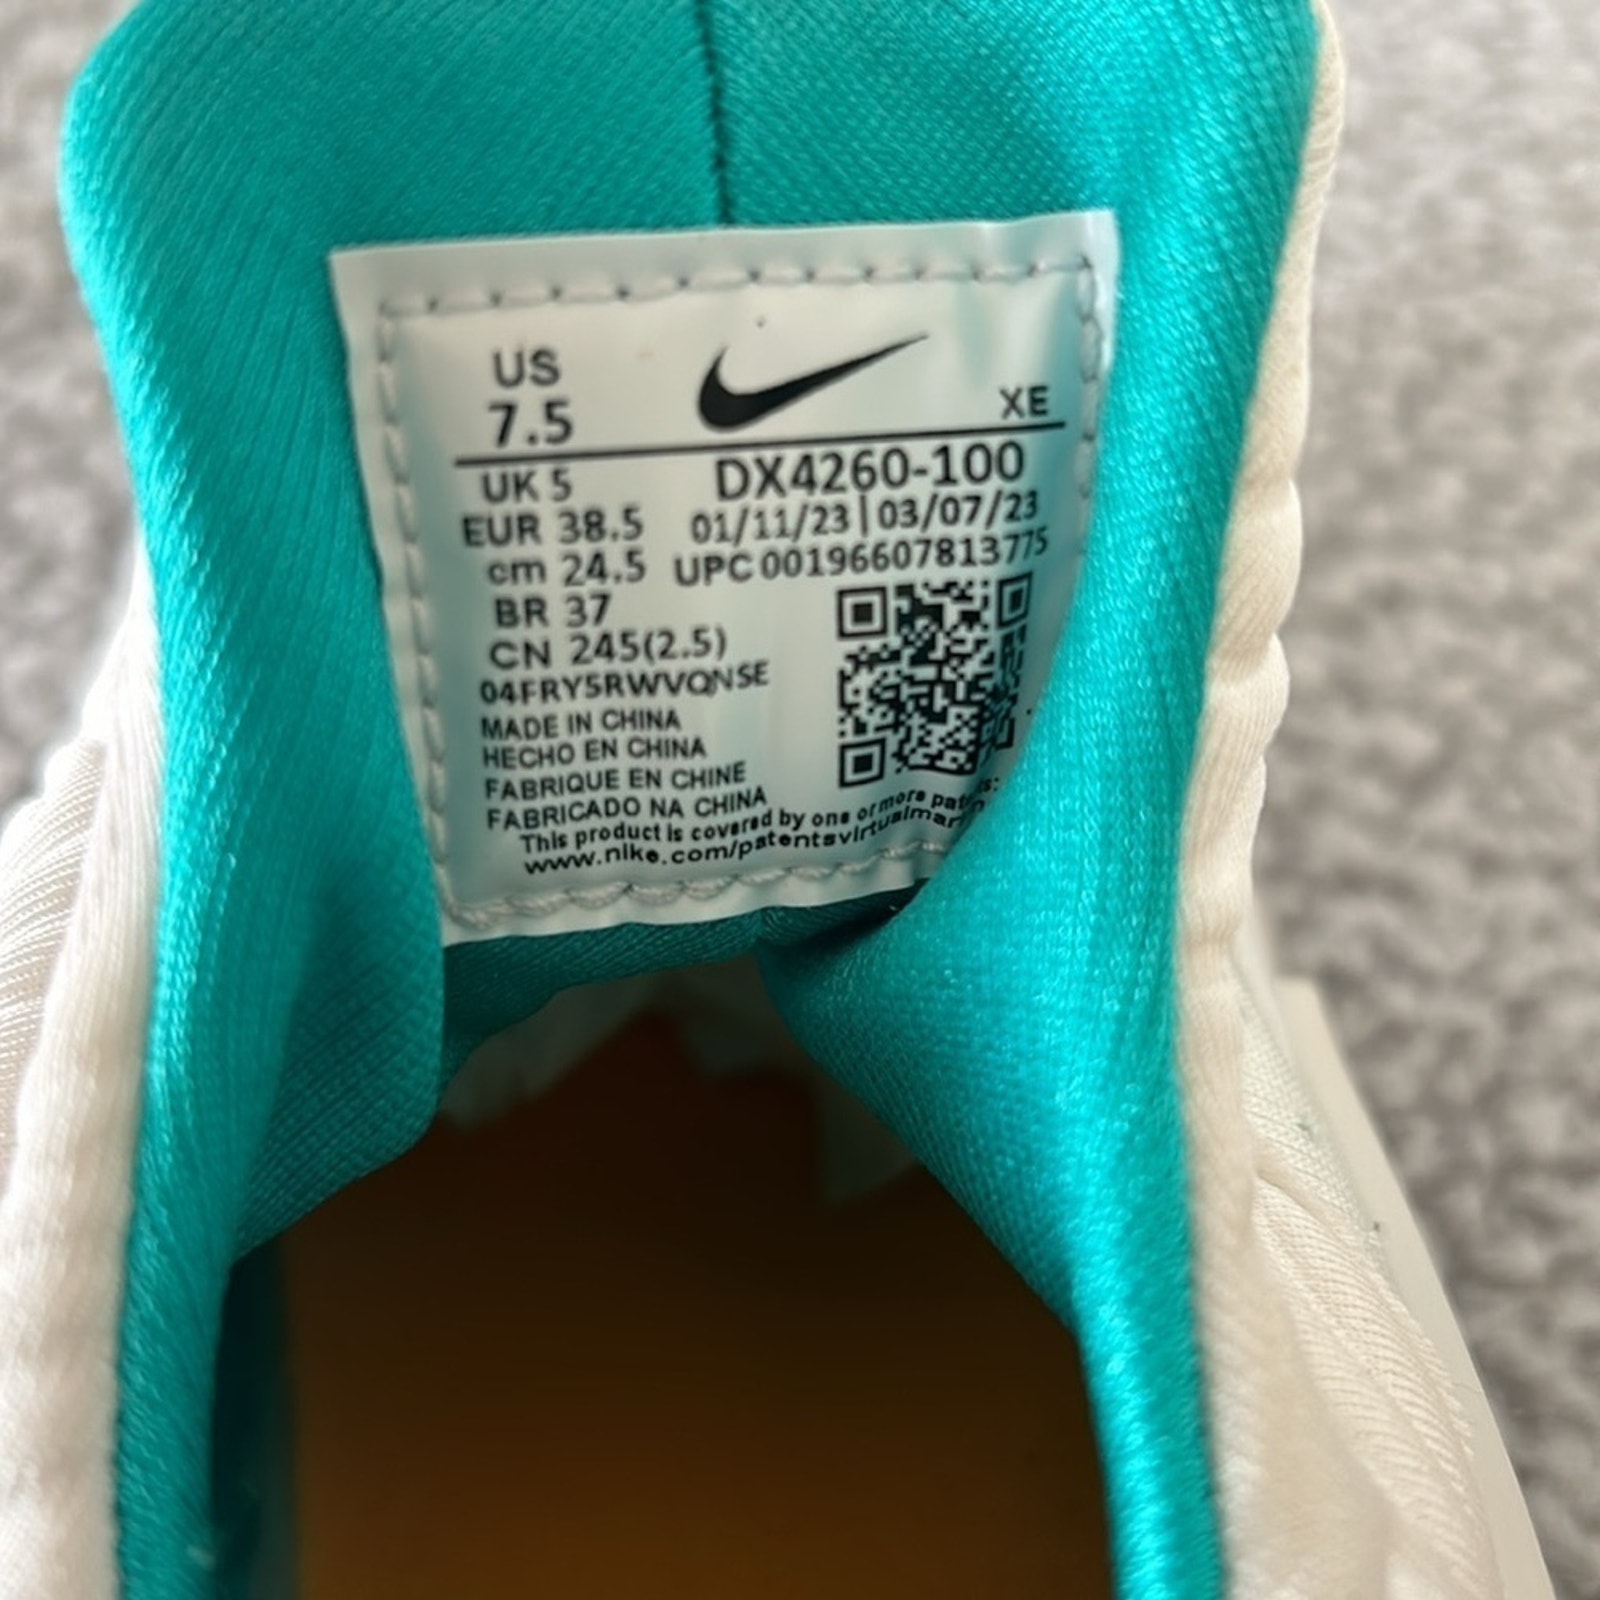 US
7.5
XE
UK 5
DX4260-100
EUR 38.5
01/11/23 | 03/07/23
cm 24.5
UPC 00196607813775
BR 37
CN 245(2.5)
04FRY5RWVQNSE
MADE IN CHINA
HECHO EN CHINA
FABRIQUE EN CHINE
FABRICADO NA CHINA
This product is covered by one or more
www.nike.com/patentsvirtualmar